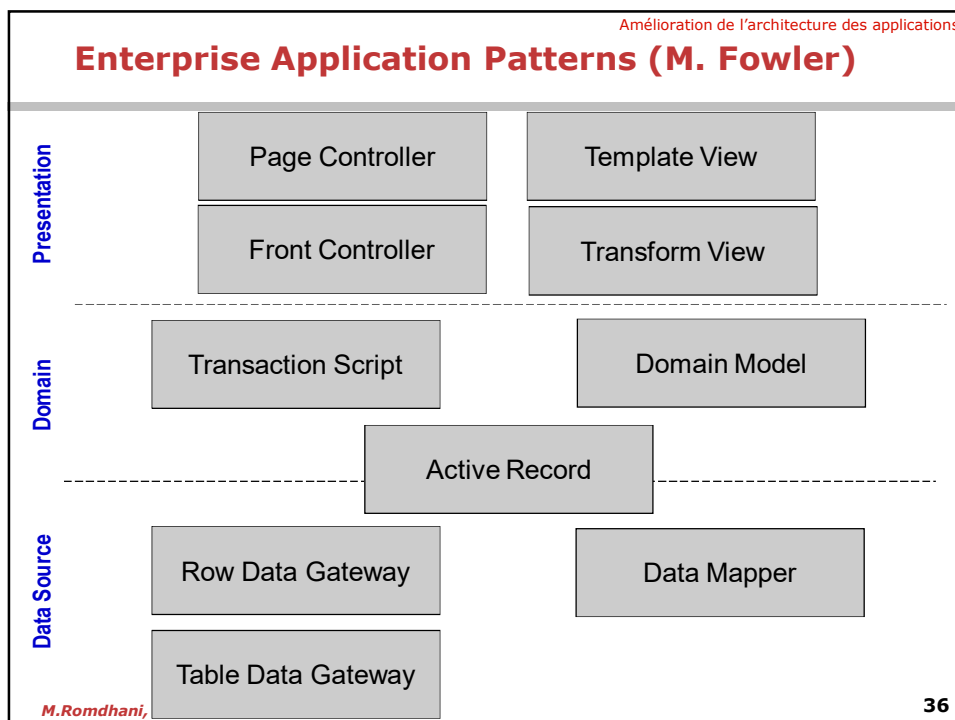 Amélioration de l'architecture des applications
Enterprise Application Patterns (M. Fowler)
Presentation
Page Controller
Template View
Front Controller
Transform View
Domain
Transaction Script
Domain Model
Active Record
Data Source
Row Data Gateway
Data Mapper
Table Data Gateway
M.Romdhani,
36